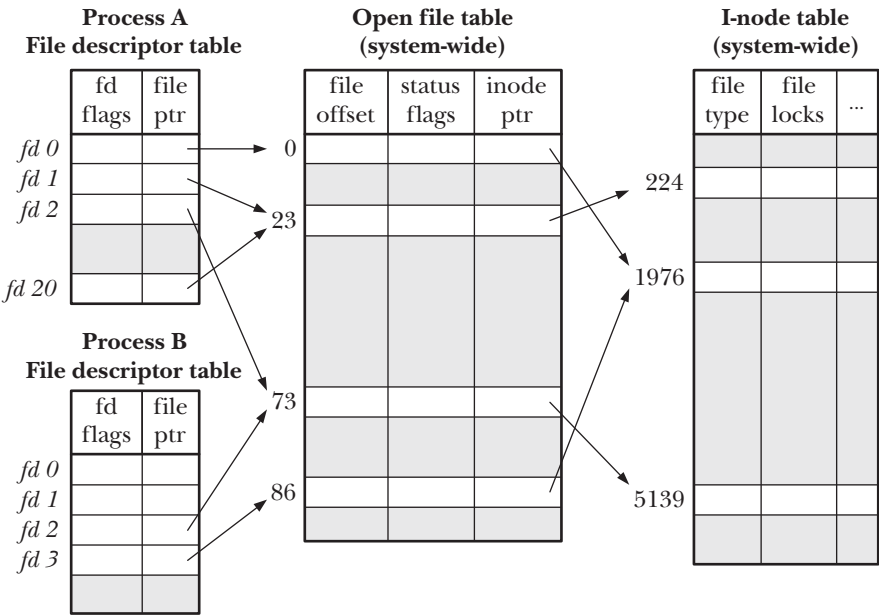 Process A
File descriptor table
fd flags
file ptr
fd 0
fd 1
fd 2
fd 20
Process B
File descriptor table
fd flags
file ptr
fd 0
fd 1
fd 2
fd 3
Open file table
(system-wide)
file offset
status flags
inode ptr
0
23
73
86
I-node table
(system-wide)
file type
file locks
...
224
1976
5139